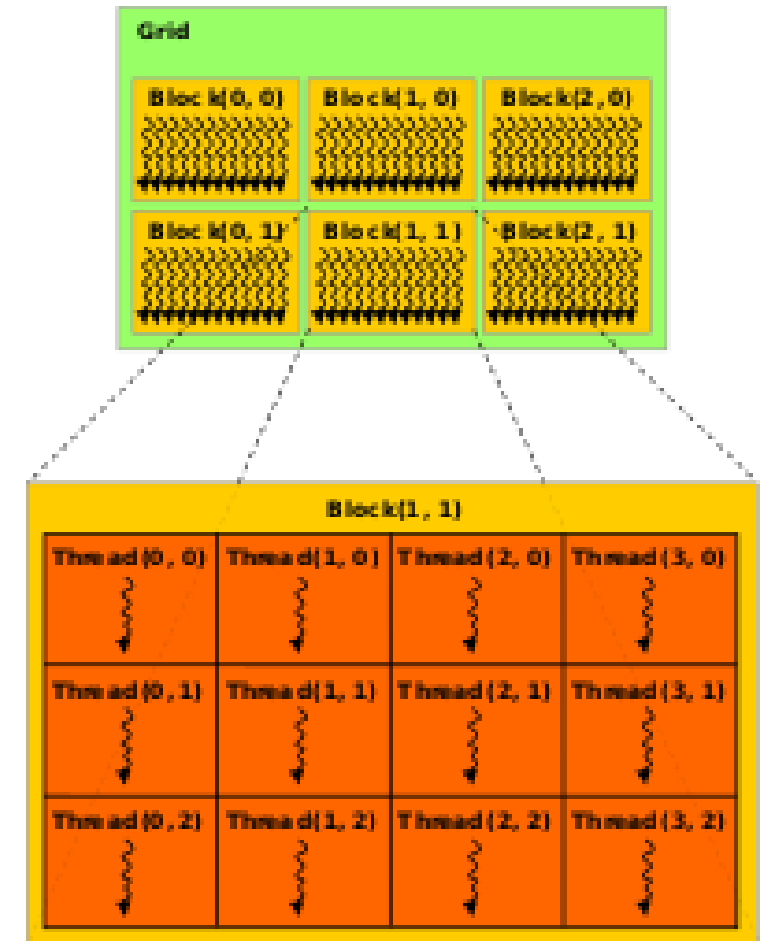 Grid
Block(0, 0) Block(1, 0) Block(2, 0)
Block(0, 1) Block(1, 1) Block(2, 1)
Block(1, 1)
Thread(0, 0) Thread(1, 0) Thread(2, 0) Thread(3, 0)
Thread(0, 1) Thread(1, 1) Thread(2, 1) Thread(3, 1)
Thread(0, 2) Thread(1, 2) Thread(2, 2) Thread(3, 2)